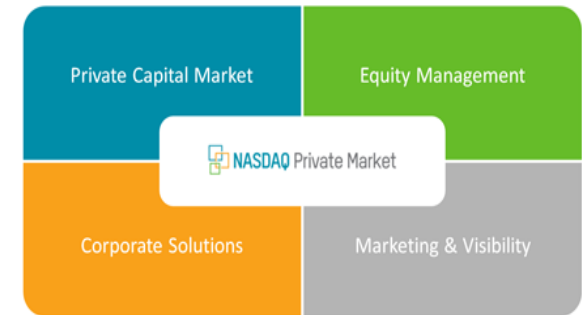 Private Capital Market
Equity Management
NASDAQ Private Market
Corporate Solutions
Marketing & Visibility